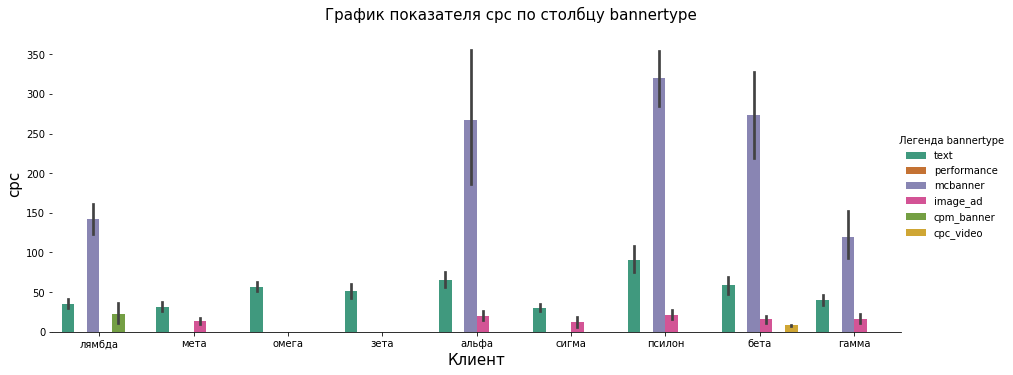 График показателя cpc по столбцу bannertype
350
300
250
200
150
100
50
0
cpc
лямбда
мета
омега
зета
альфа
сигма
псилон
бета
гамма
Клиент
Легенда bannertype
text
performance
mcbanner
image_ad
cpm_banner
cpc_video